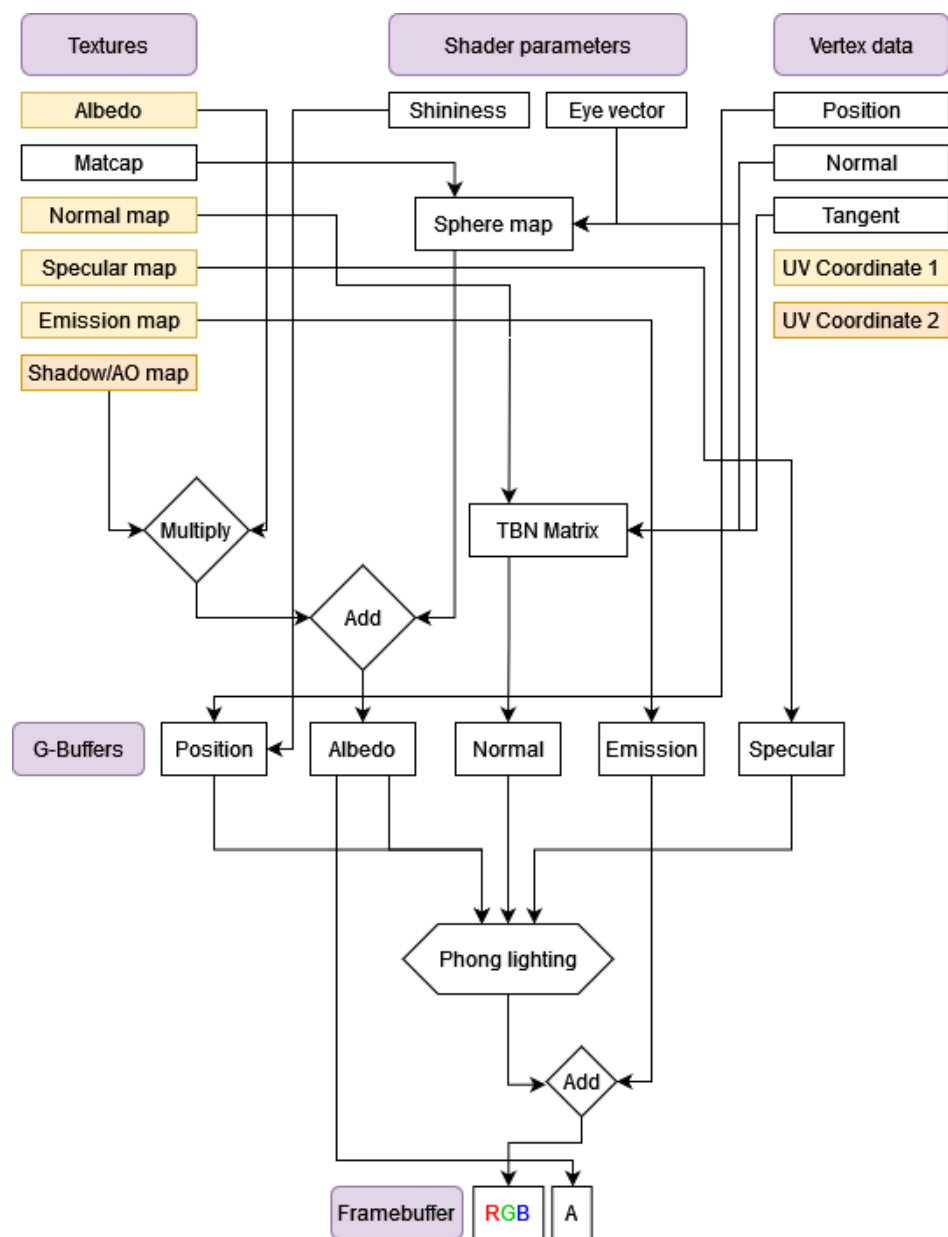 Textures
Shader parameters
Vertex data
Albedo
Shininess
Eye vector
Position
Matcap
Normal
Normal map
Sphere map
Tangent
Specular map
UV Coordinate 1
Emission map
UV Coordinate 2
Shadow/AO map
Multiply
TBN Matrix
Add
G-Buffers
Position
Albedo
Normal
Emission
Specular
Phong lighting
Add
Framebuffer
RGB
A